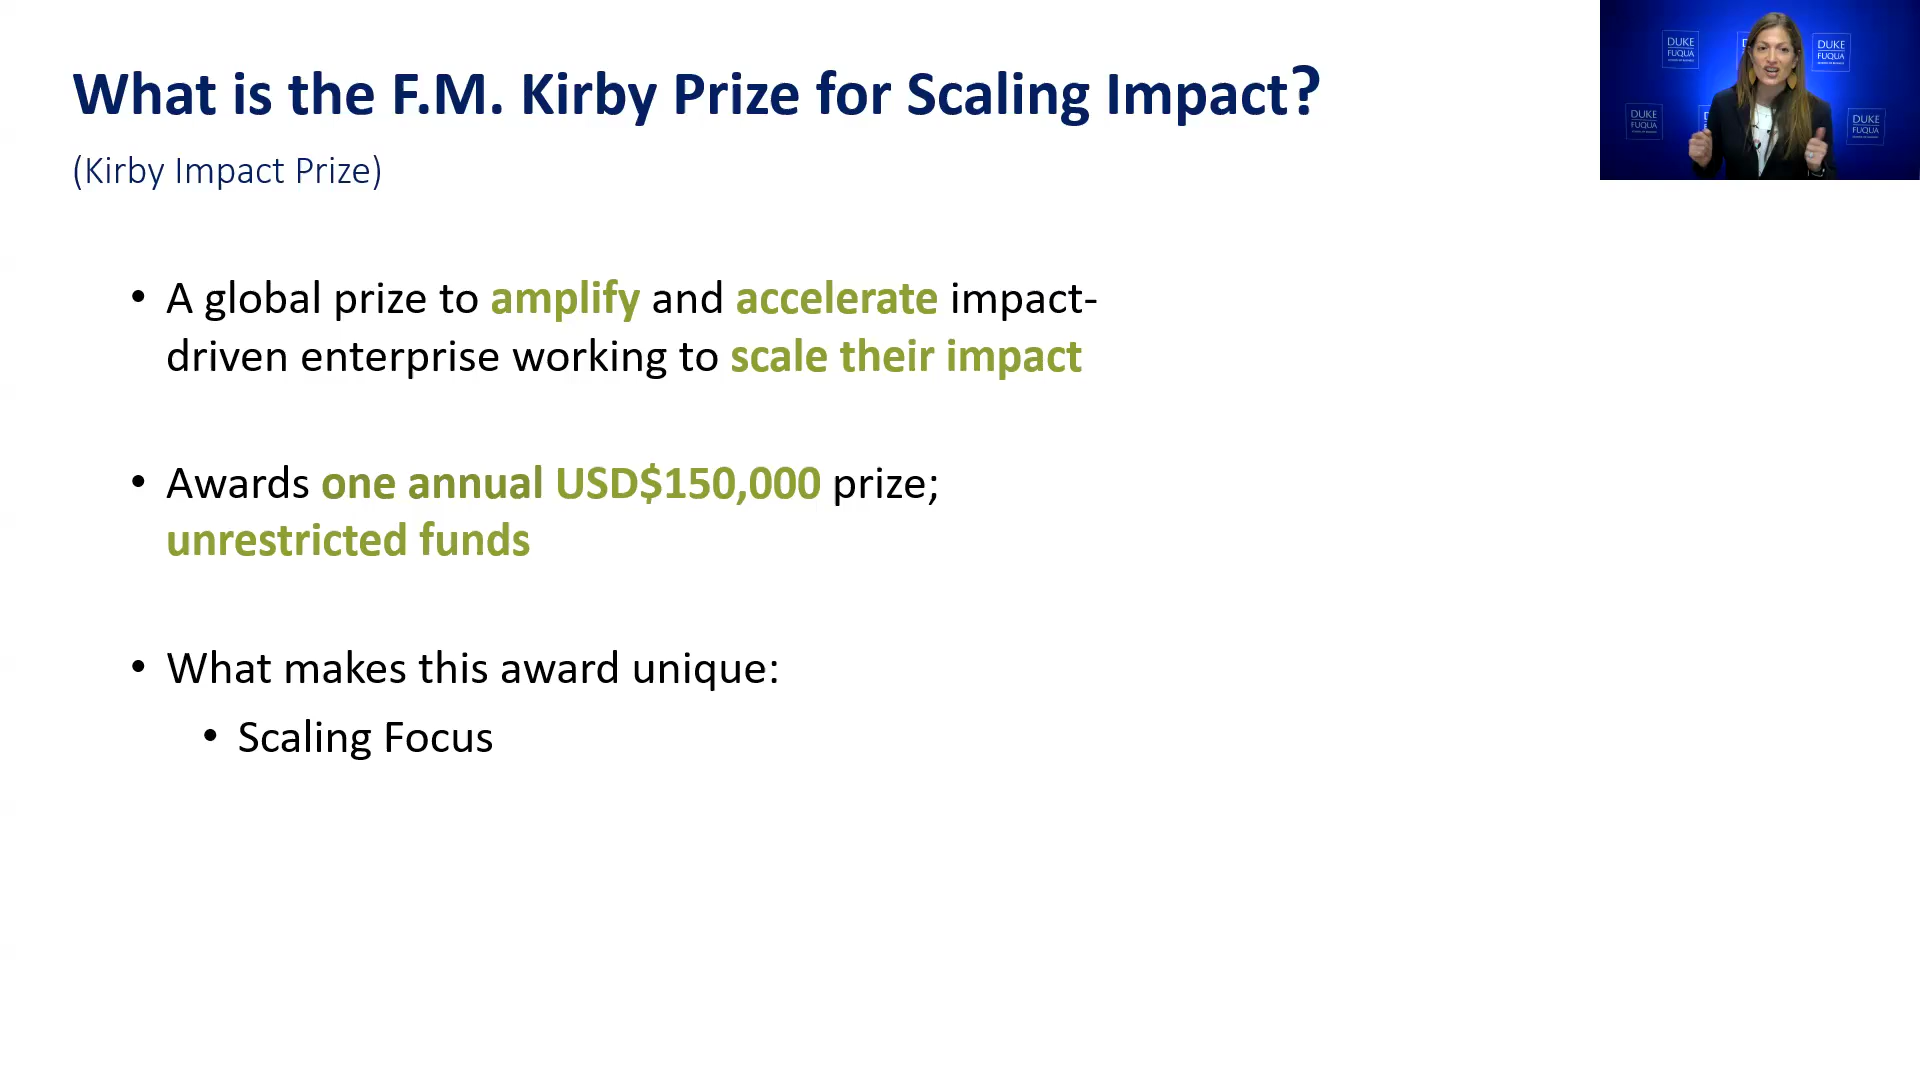 What is the F.M. Kirby Prize for Scaling Impact?
(Kirby Impact Prize)
• A global prize to amplify and accelerate impact-
driven enterprise working to scale their impact
• Awards one annual USD$150,000 prize;
unrestricted funds
• What makes this award unique:
• Scaling Focus
DUKE
FUQUA
D
DUKE
FUQUA
DUKE
FUQUA
DUKE
FUQUA